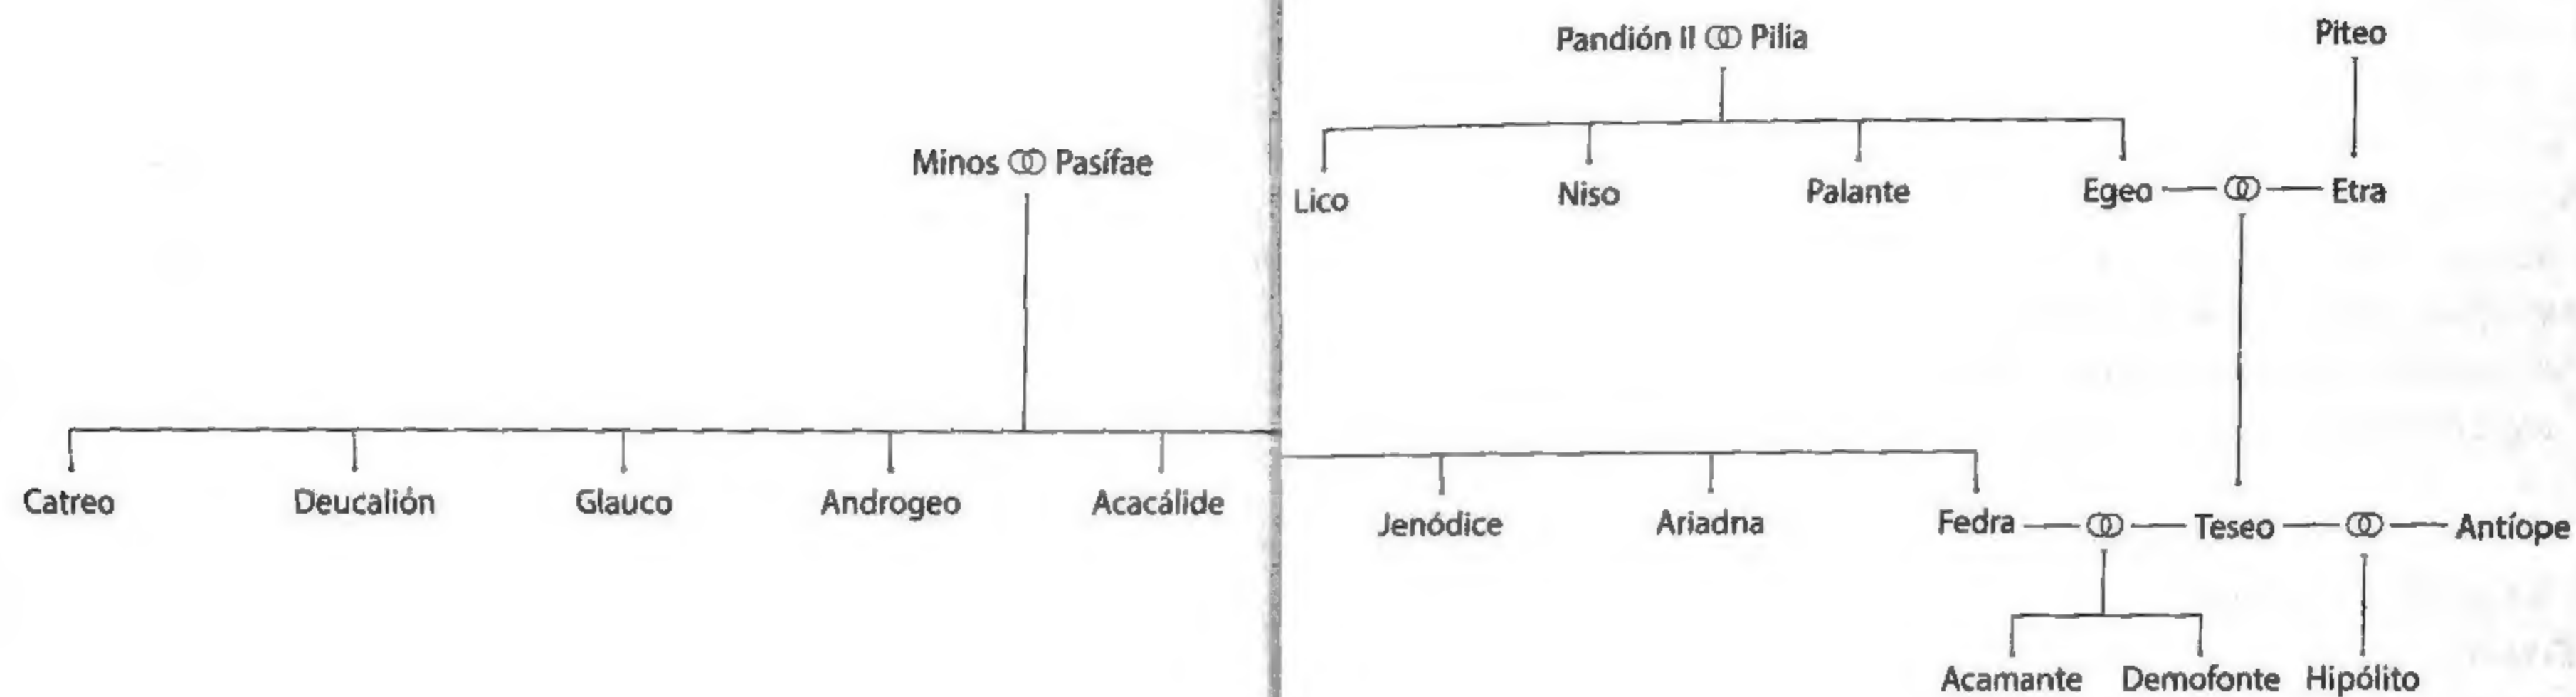 Pandión II Pilia
Piteo
Minos Pasífae
Lico Niso Palante Egeo Etra
Catreo Deucalión Glauco Androgeo Acacálide
Jenódice Ariadna Fedra Teseo Antíope
Acamante Demofonte Hipólito